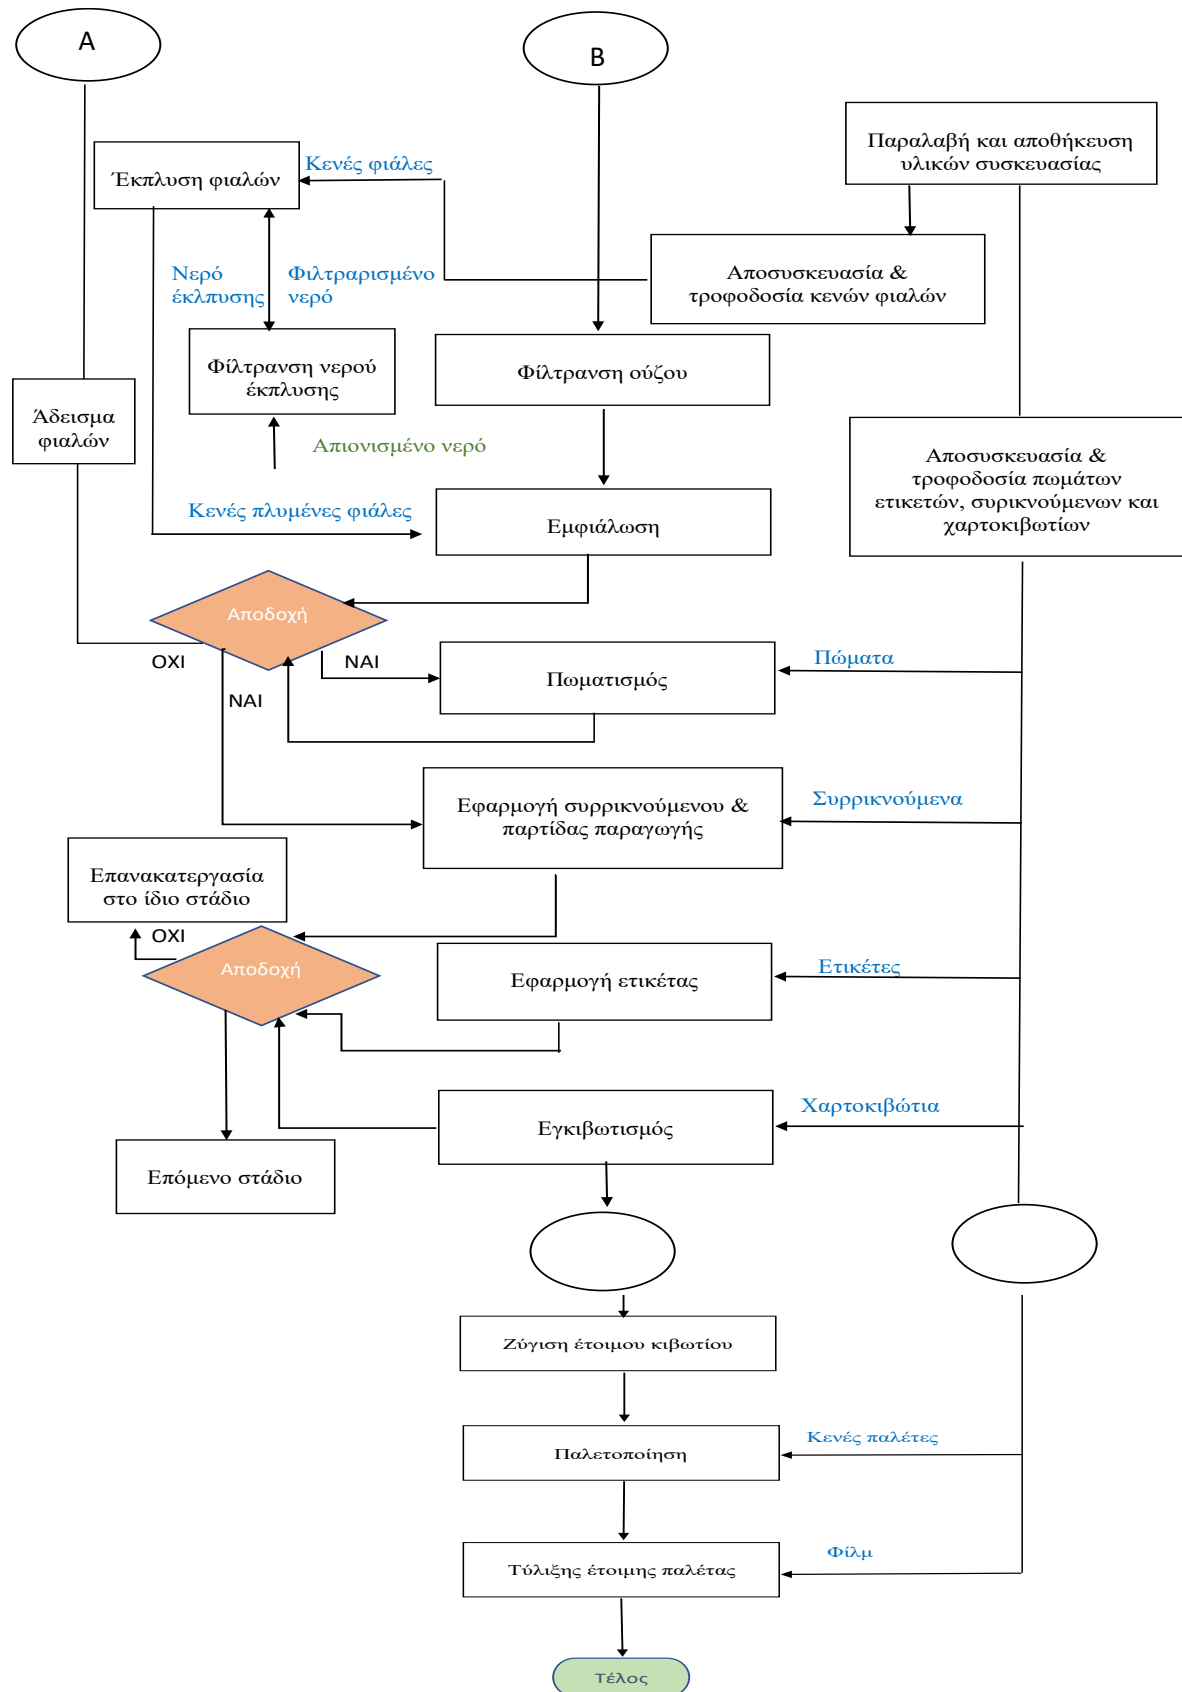 A
B
Παραλαβή και αποθήκευση
υλικών συσκευασίας
Κενές φιάλες
Έκπλυση φιαλών
Νερό
έκλπυσης
Φιλτραρισμένο
νερό
Αποσυσκευασία &
τροφοδοσία κενών φιαλών
Φίλτρανση νερού
έκπλυσης
Φίλτρανση ούζου
Άδεισμα
φιαλών
Απιονισμένο νερό
Αποσυσκευασία &
τροφοδοσία πωμάτων
ετικετών, συρικνούμενων και
χαρτοκιβωτίων
Κενές πλυμένες φιάλες
Εμφιάλωση
Αποδοχή
ΟΧΙ
ΝΑΙ
ΝΑΙ
Πωματισμός
Πώματα
Εφαρμογή συρρικνούμενου &
παρτίδας παραγωγής
Συρρικνούμενα
Επανακατεργασία
στο ίδιο στάδιο
ΟΧΙ
Αποδοχή
Εφαρμογή ετικέτας
Ετικέτες
Εγκιβωτισμός
Χαρτοκιβώτια
Επόμενο στάδιο
Ζύγιση έτοιμου κιβωτίου
Παλετοποίηση
Κενές παλέτες
Τύλιξης έτοιμης παλέτας
Φίλμ
Τέλος